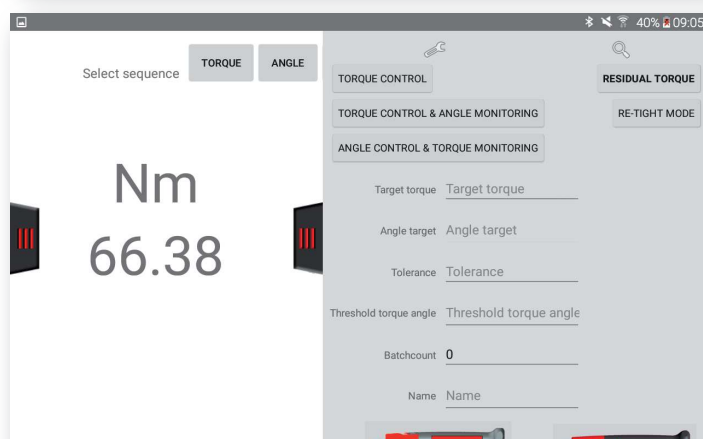 40% 09:05
Select sequence TORQUE ANGLE
Nm
66.38
TORQUE CONTROL RESIDUAL TORQUE
TORQUE CONTROL & ANGLE MONITORING RE-TIGHT MODE
ANGLE CONTROL & TORQUE MONITORING
Target torque Target torque
Angle target Angle target
Tolerance Tolerance
Threshold torque angle Threshold torque angle
Batchcount 0
Name Name